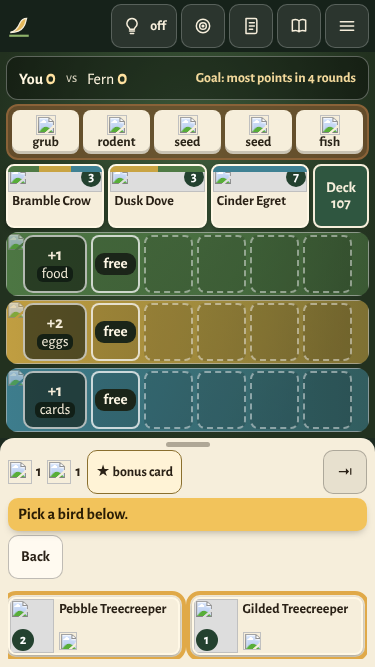 off
You 0 vs Fern 0 Goal: most points in 4 rounds
grub rodent seed seed fish
3 3 7
Bramble Crow Dusk Dove Cinder Egret Deck 107
+1 food free
+2 eggs free
+1 cards free
1 1 ★ bonus card
Pick a bird below.
Back
Pebble Treecreeper Gilded Treecreeper
2 1